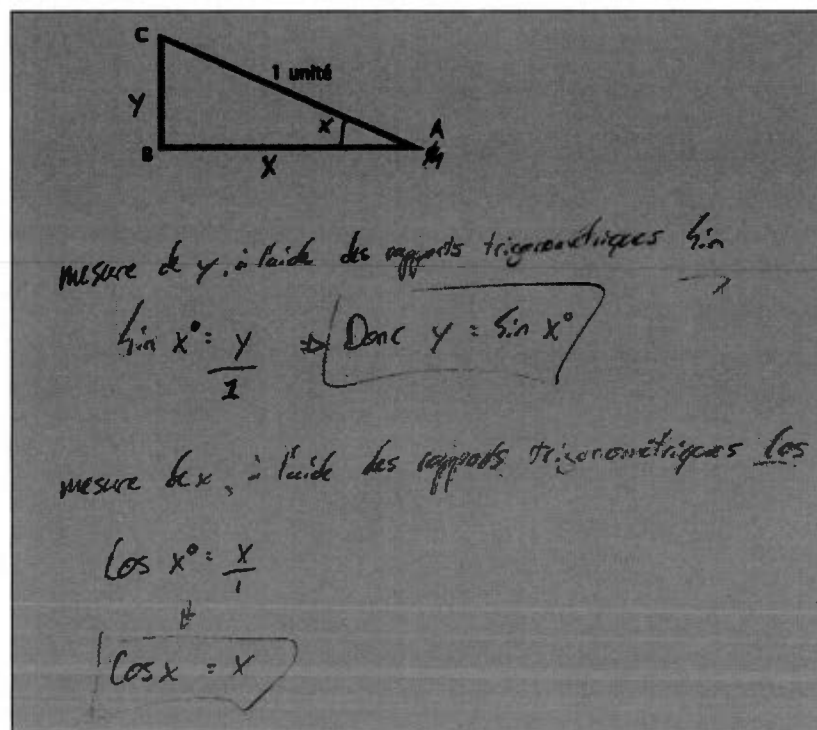 C
1 unité
Y
x
A
B
X
mesure de y, à l'aide des rapports trigonométriques Sin
Sin x° = y/1 ⇒ Donc y = Sin x°
mesure de x, à l'aide des rapports trigonométriques Cos
Cos x° = x/1
Cos x = x